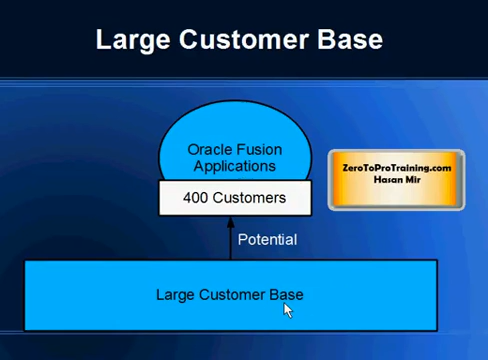 Large Customer Base
Oracle Fusion
Applications
ZeroToProTraining.com
Hasan Mir
400 Customers
Potential
Large Customer Base